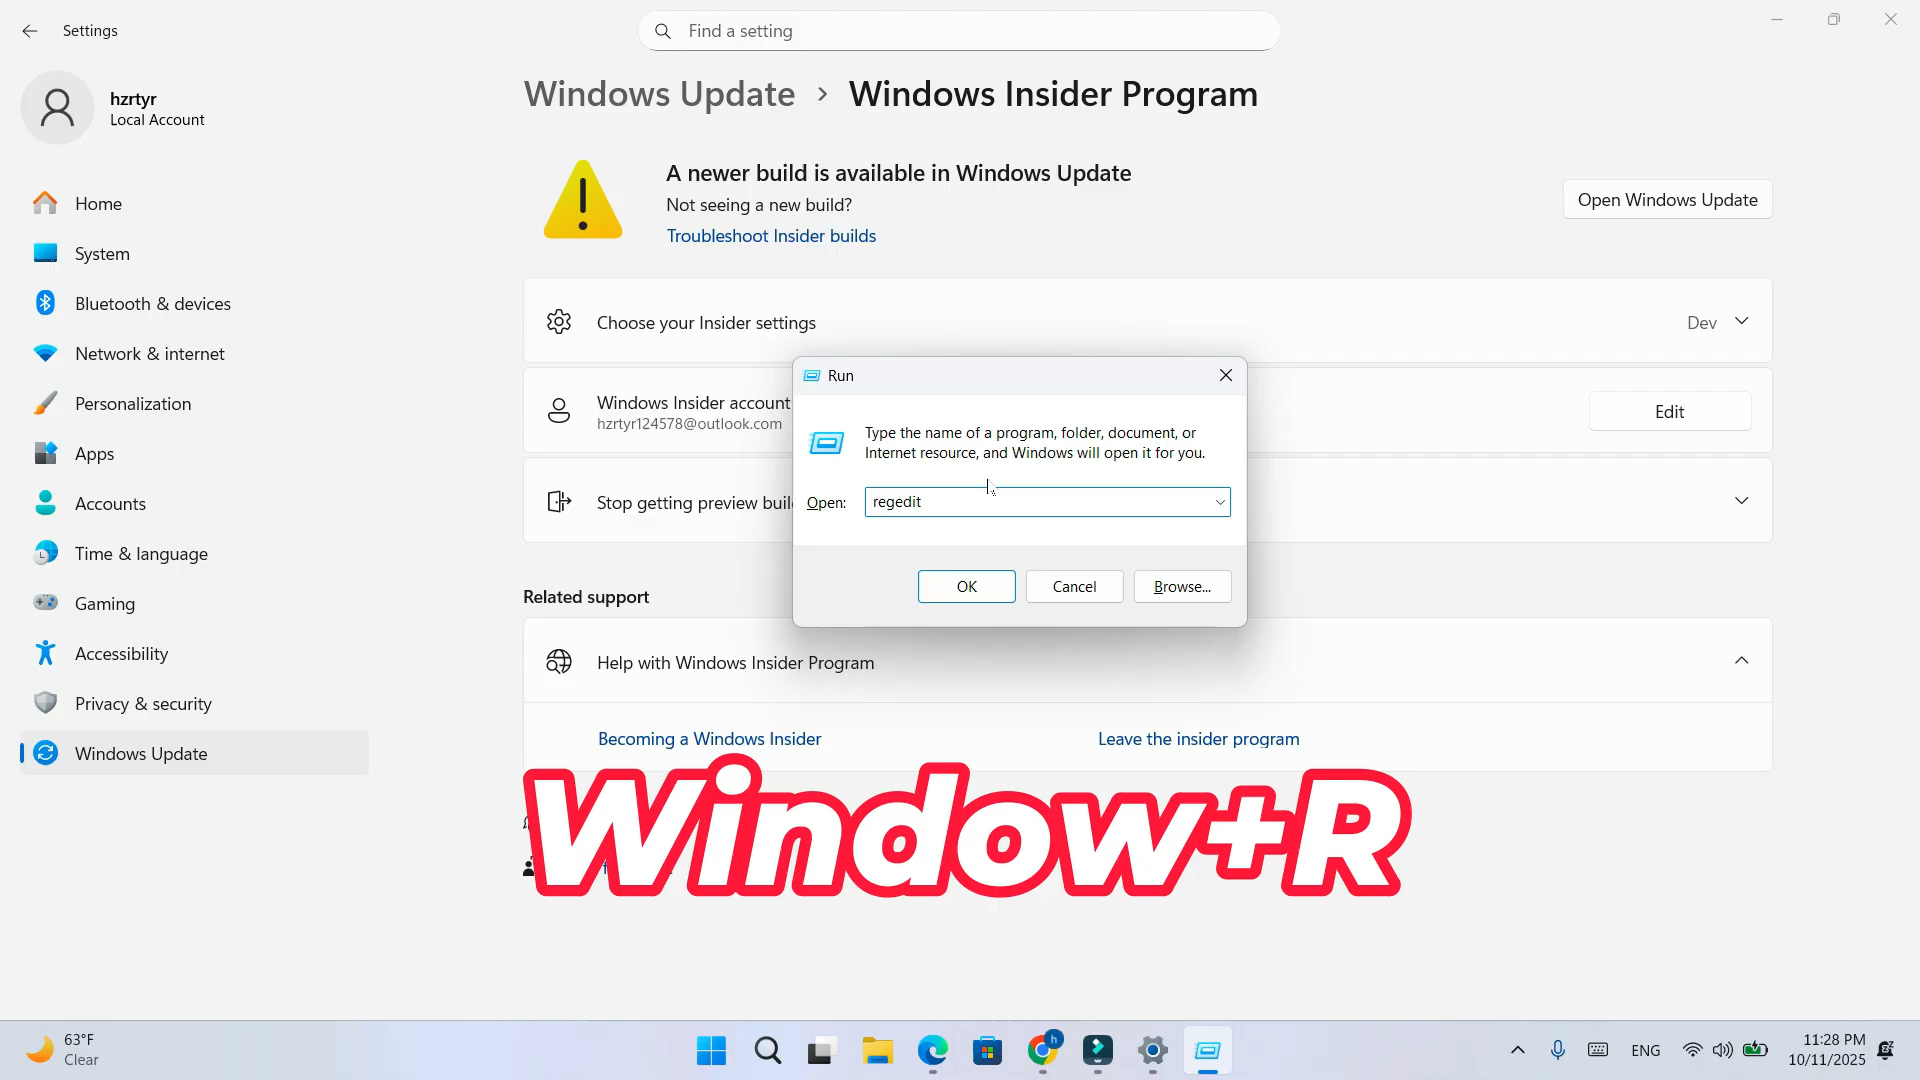 Settings
Find a setting
hzrtyr
Local Account
Home
System
Bluetooth & devices
Network & internet
Personalization
Apps
Accounts
Time & language
Gaming
Accessibility
Privacy & security
Windows Update
Windows Update > Windows Insider Program
A newer build is available in Windows Update
Not seeing a new build?
Troubleshoot Insider builds
Open Windows Update
Choose your Insider settings
Dev
Windows Insider account
hzrtyr124578@outlook.com
Edit
Stop getting preview
Run
Type the name of a program, folder, document, or
Internet resource, and Windows will open it for you.
Open:
regedit
OK
Cancel
Browse...
Related support
Help with Windows Insider Program
Becoming a Windows Insider
Leave the insider program
Window+R
63°F
Clear
h
ENG
11:28 PM
10/11/2025